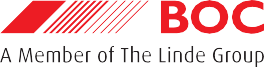 BOC
A Member of The Linde Group